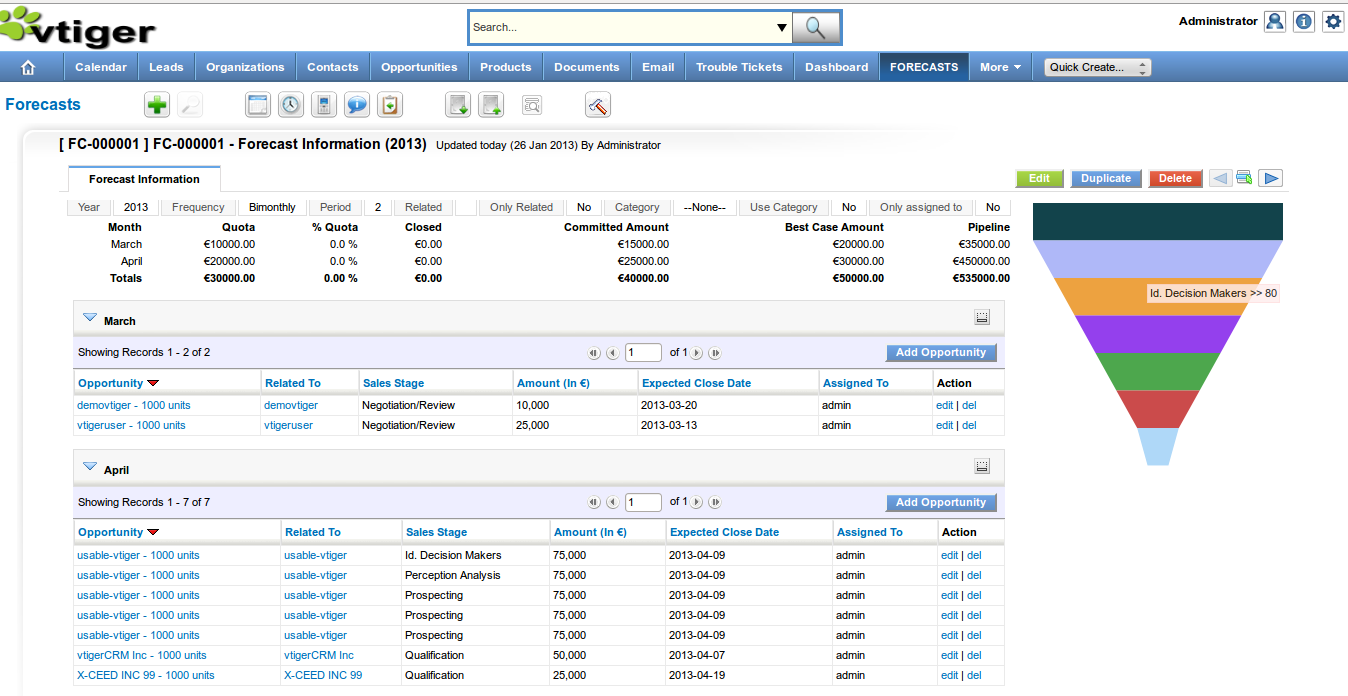 vtiger
Search...
Administrator
Calendar Leads Organizations Contacts Opportunities Products Documents Email Trouble Tickets Dashboard FORECASTS More Quick Create...
Forecasts
[ FC-000001 ] FC-000001 - Forecast Information (2013) Updated today (26 Jan 2013) By Administrator
Forecast Information
Edit Duplicate Delete
Year 2013 Frequency Bimonthly Period 2 Related Only Related No Category --None-- Use Category No Only assigned to No
Month Quota % Quota Closed Committed Amount Best Case Amount Pipeline
March €10000.00 0.0 % €0.00 €15000.00 €20000.00 €35000.00
April €20000.00 0.0 % €0.00 €25000.00 €30000.00 €450000.00
Totals €30000.00 0.00 % €0.00 €40000.00 €50000.00 €535000.00
Id. Decision Makers >> 80
March
Showing Records 1 - 2 of 2 1 of 1 Add Opportunity
Opportunity Related To Sales Stage Amount (In €) Expected Close Date Assigned To Action
demovtiger - 1000 units demovtiger Negotiation/Review 10,000 2013-03-20 admin edit | del
vtigeruser - 1000 units vtigeruser Negotiation/Review 25,000 2013-03-13 admin edit | del
April
Showing Records 1 - 7 of 7 1 of 1 Add Opportunity
Opportunity Related To Sales Stage Amount (In €) Expected Close Date Assigned To Action
usable-vtiger - 1000 units usable-vtiger Id. Decision Makers 75,000 2013-04-09 admin edit | del
usable-vtiger - 1000 units usable-vtiger Perception Analysis 75,000 2013-04-09 admin edit | del
usable-vtiger - 1000 units usable-vtiger Prospecting 75,000 2013-04-09 admin edit | del
usable-vtiger - 1000 units usable-vtiger Prospecting 75,000 2013-04-09 admin edit | del
usable-vtiger - 1000 units usable-vtiger Prospecting 75,000 2013-04-09 admin edit | del
vtigerCRM Inc - 1000 units vtigerCRM Inc Qualification 50,000 2013-04-07 admin edit | del
X-CEED INC 99 - 1000 units X-CEED INC 99 Qualification 25,000 2013-04-19 admin edit | del